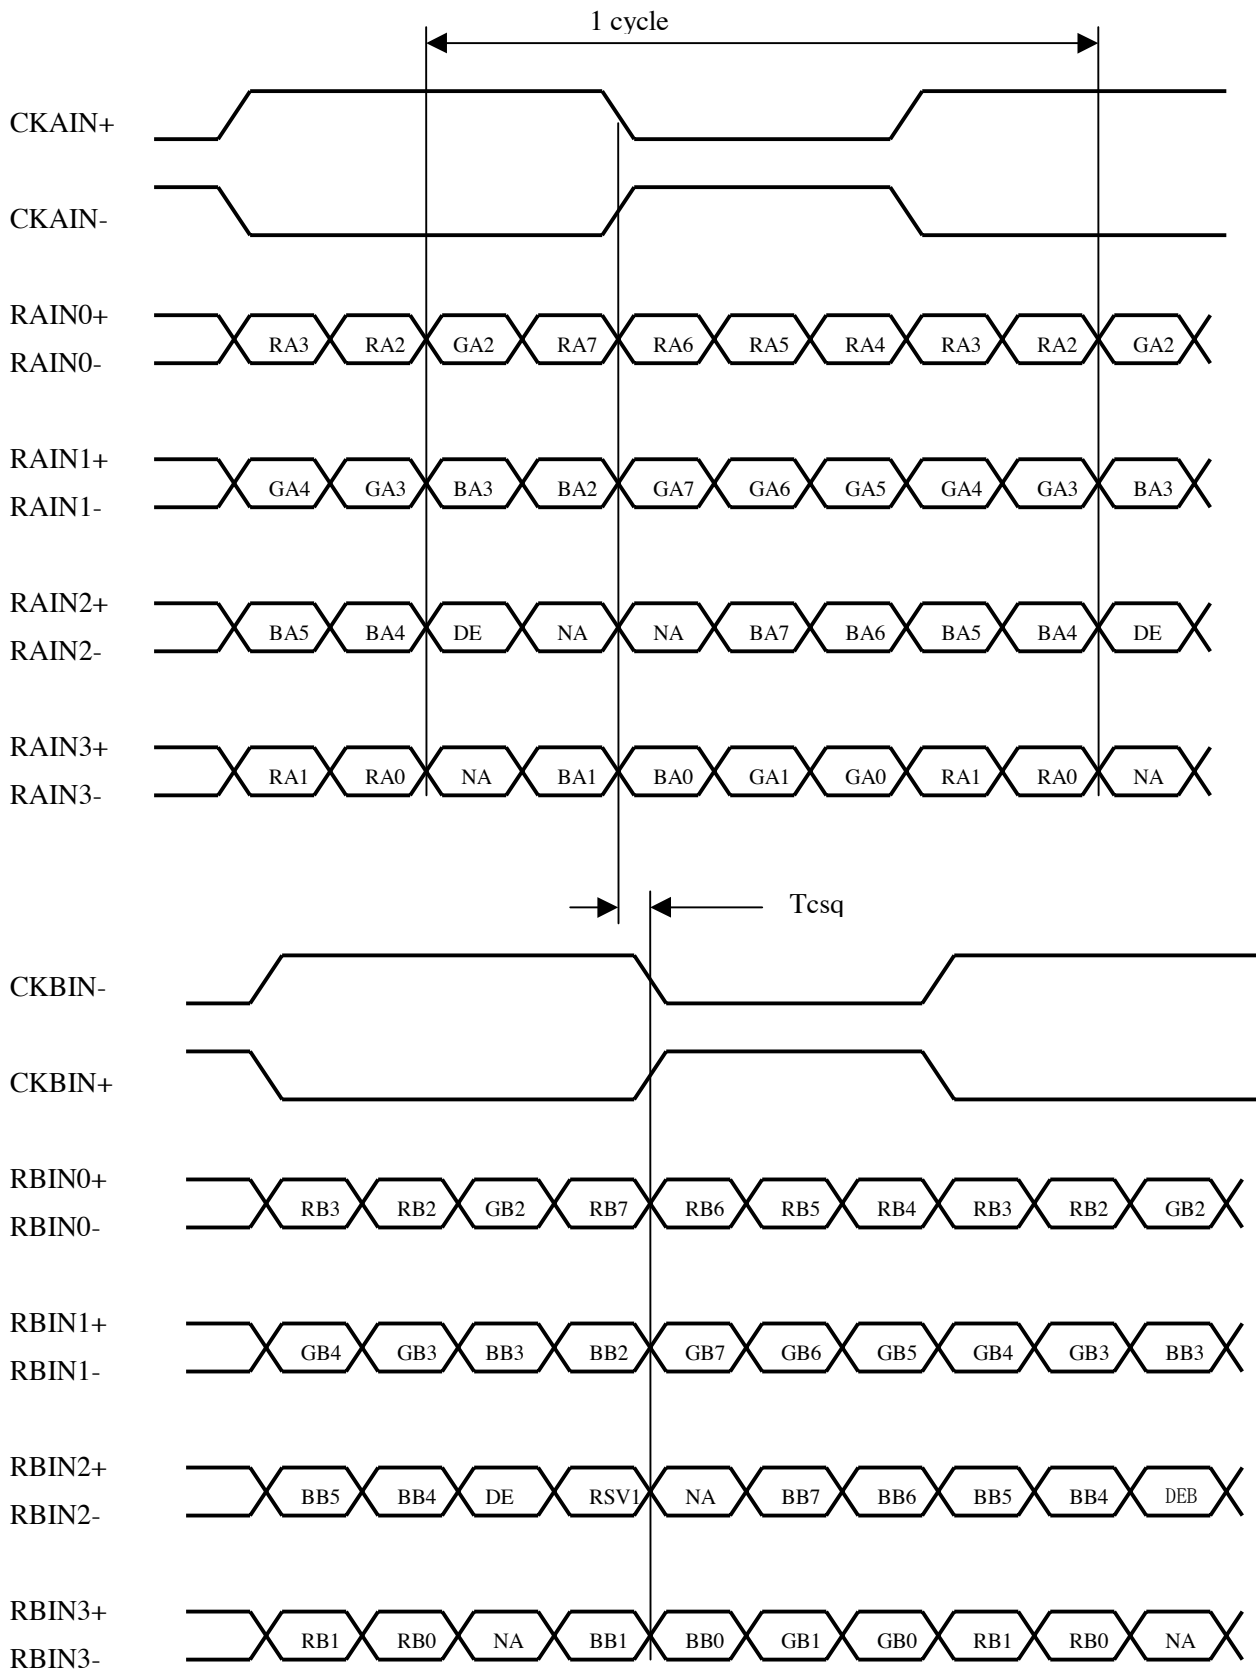 1 cycle
CKAIN+
CKAIN-
RAIN0+
RA3 RA2 GA2 RA7 RA6 RA5 RA4 RA3 RA2 GA2
RAIN0-
RAIN1+
GA4 GA3 BA3 BA2 GA7 GA6 GA5 GA4 GA3 BA3
RAIN1-
RAIN2+
BA5 BA4 DE NA NA BA7 BA6 BA5 BA4 DE
RAIN2-
RAIN3+
RA1 RA0 NA BA1 BA0 GA1 GA0 RA1 RA0 NA
RAIN3-
Tcsq
CKBIN-
CKBIN+
RBIN0+
RB3 RB2 GB2 RB7 RB6 RB5 RB4 RB3 RB2 GB2
RBIN0-
RBIN1+
GB4 GB3 BB3 BB2 GB7 GB6 GB5 GB4 GB3 BB3
RBIN1-
RBIN2+
BB5 BB4 DE RSV1 NA BB7 BB6 BB5 BB4 DEB
RBIN2-
RBIN3+
RB1 RB0 NA BB1 BB0 GB1 GB0 RB1 RB0 NA
RBIN3-